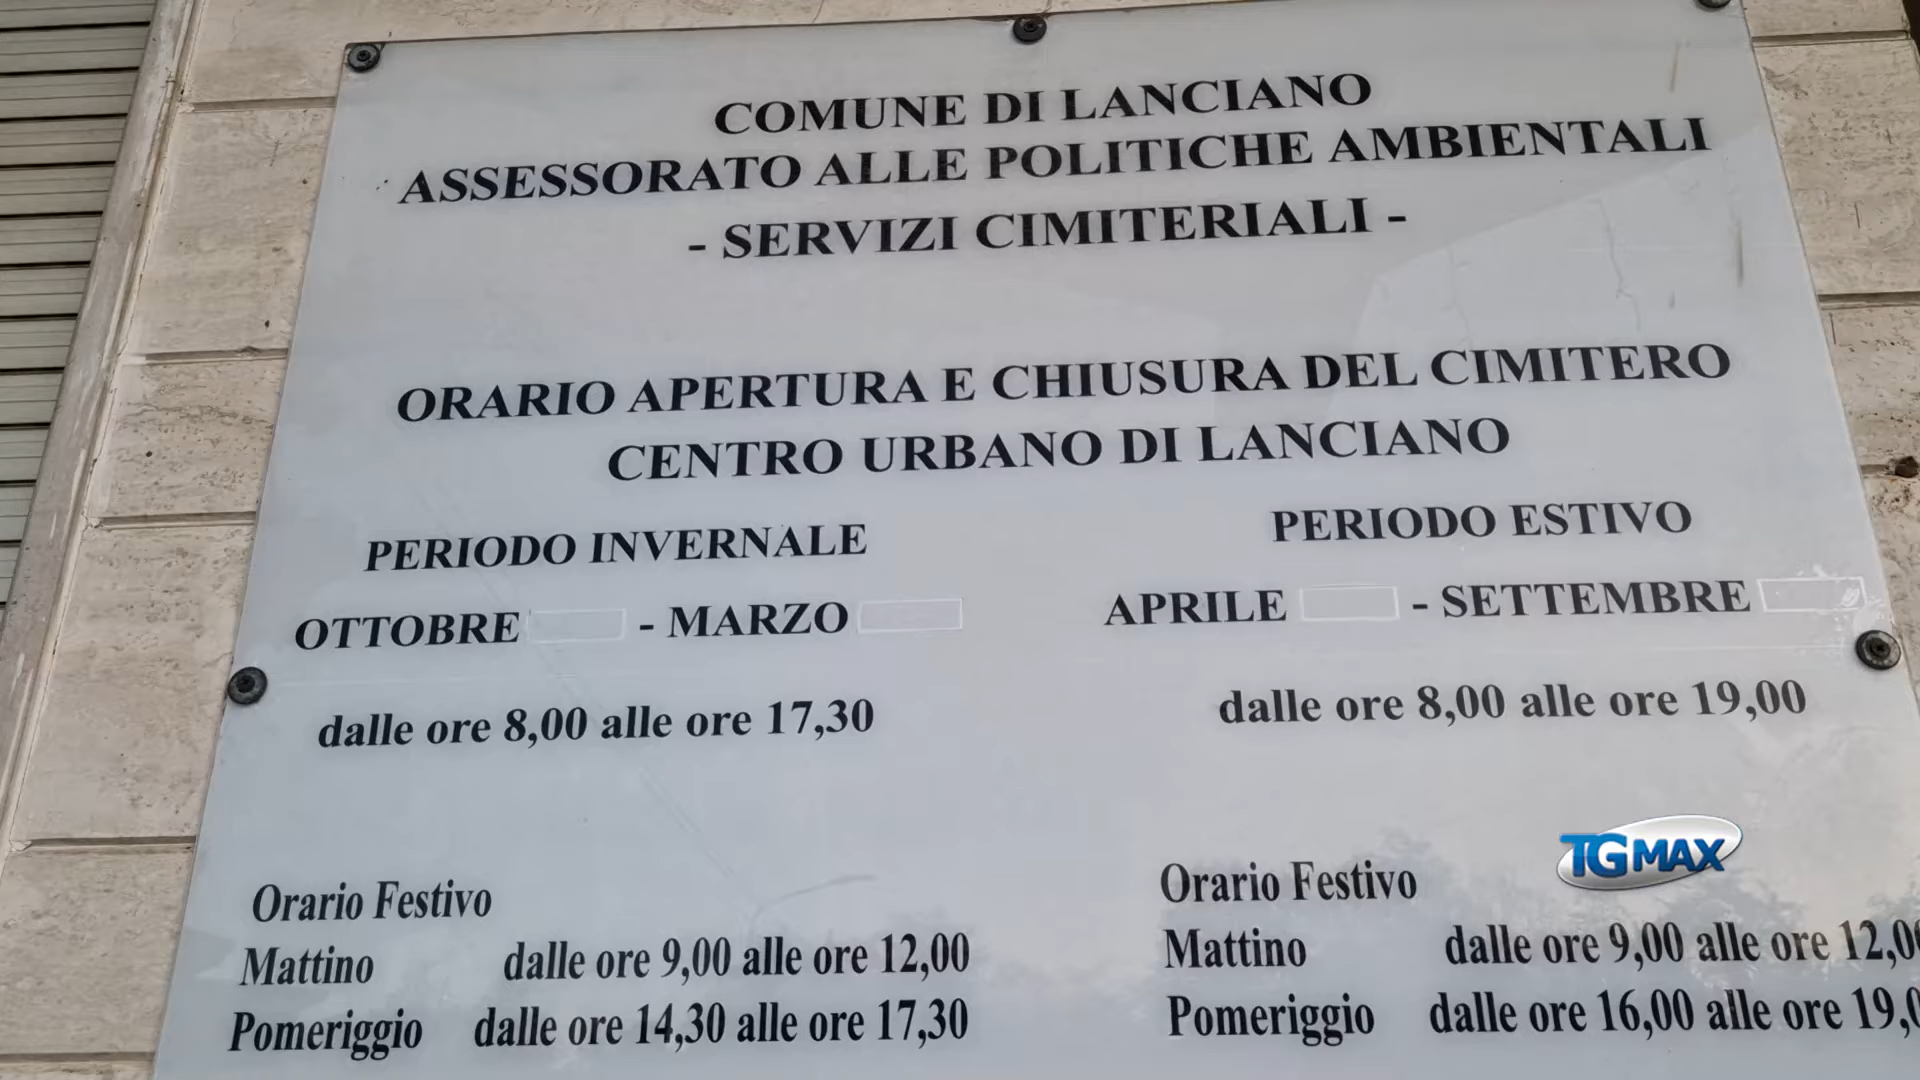 COMUNE DI LANCIANO
ASSESSORATO ALLE POLITICHE AMBIENTALI
- SERVIZI CIMITERIALI -
ORARIO APERTURA E CHIUSURA DEL CIMITERO
CENTRO URBANO DI LANCIANO
PERIODO INVERNALE
OTTOBRE - MARZO
dalle ore 8,00 alle ore 17,30
Orario Festivo
Mattino dalle ore 9,00 alle ore 12,00
Pomeriggio dalle ore 14,30 alle ore 17,30
PERIODO ESTIVO
APRILE - SETTEMBRE
dalle ore 8,00 alle ore 19,00
TGMAX
Orario Festivo
Mattino dalle ore 9,00 alle ore 12,0
Pomeriggio dalle ore 16,00 alle ore 19,0